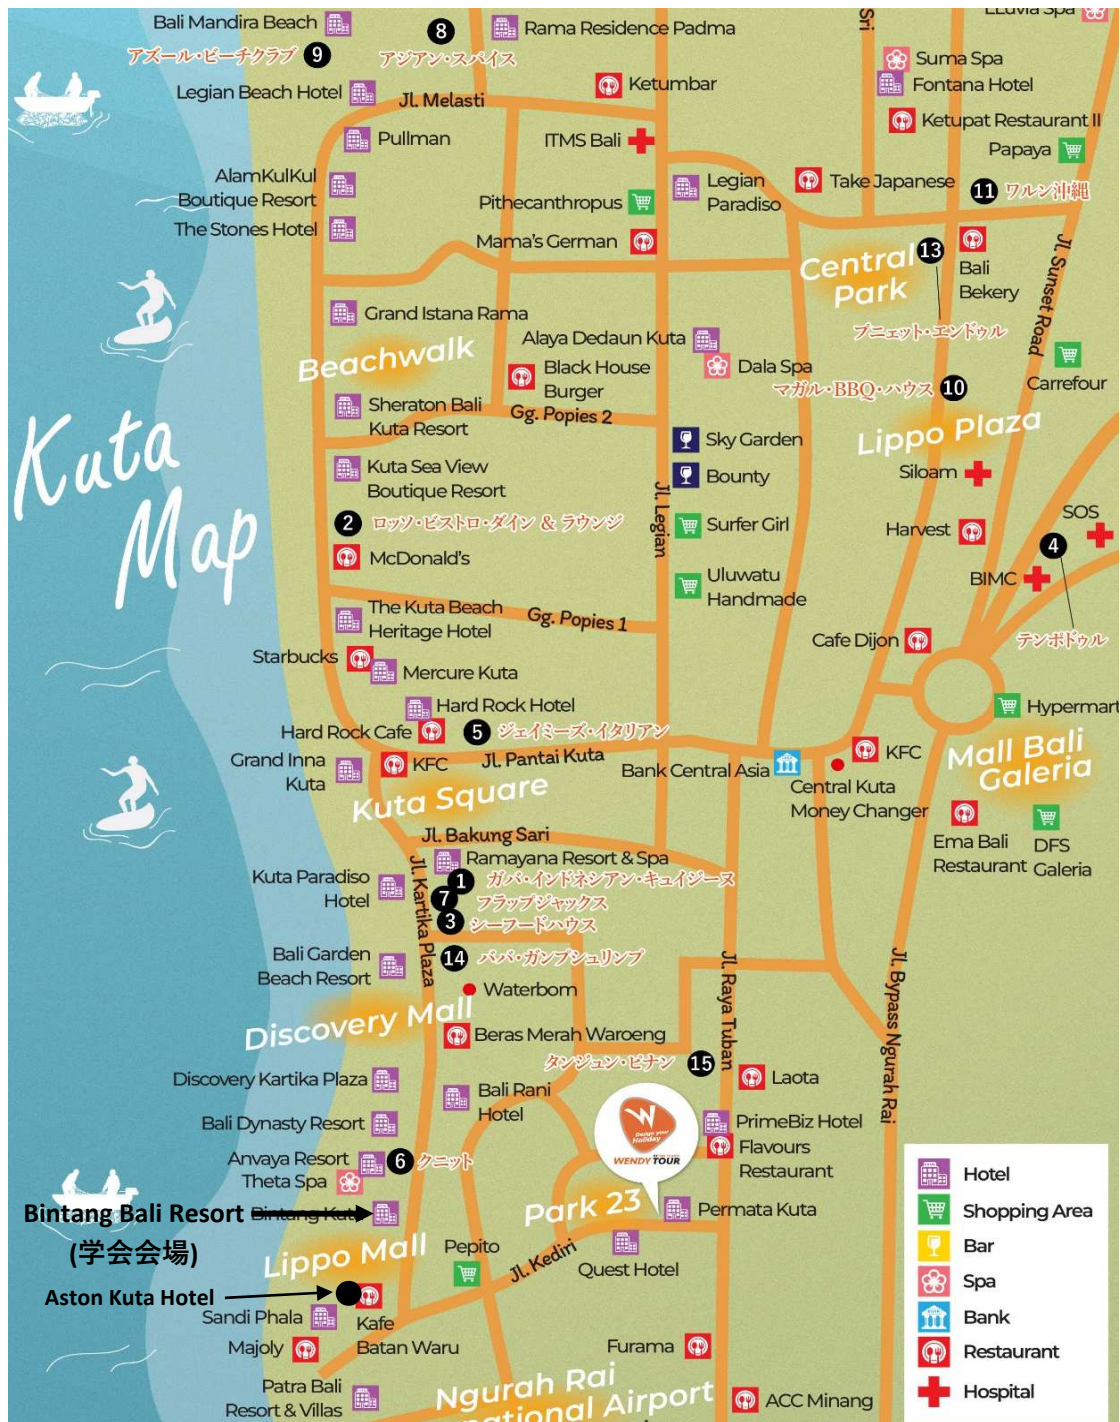 Bali Mandira Beach
8
Rama Residence Padma
アズール・ビーチクラブ
9
アジアン・スパイス
Sri
Suma Spa
Legian Beach Hotel
Jl. Melasti
Ketumbar
Fontana Hotel
Ketupat Restaurant II
Pullman
ITMS Bali
Papaya
AlamKulKul
Boutique Resort
Pithecanthropus
Legian
Paradiso
Take Japanese
11
ワルン沖縄
The Stones Hotel
Mama's German
Central
Park
13
Bali
Bekery
Jl. Sunset Road
Grand Istana Rama
Alaya Dedaun Kuta
プニェット・エンドゥル
Beachwalk
Black House
Burger
Dala Spa
Carrefour
マガル・BBQ・ハウス
10
Sheraton Bali
Kuta Resort
Gg. Popies 2
Lippo Plaza
Kuta
Map
Sky Garden
Kuta Sea View
Boutique Resort
Bounty
Siloam
Jl. Legian
2
ロッソ・ビストロ・ダイン & ラウンジ
Surfer Girl
Harvest
SOS
4
McDonald's
BIMC
Uluwatu
Handmade
The Kuta Beach
Heritage Hotel
Gg. Popies 1
テンポドゥル
Cafe Dijon
Starbucks
Mercure Kuta
Hard Rock Hotel
Hypermart
Hard Rock Cafe
5
ジェイミーズ・イタリアン
Grand Inna
Kuta
KFC
Jl. Pantai Kuta
Bank Central Asia
KFC
Mall Bali
Galeria
Central Kuta
Money Changer
Kuta Square
Jl. Bakung Sari
Ema Bali
Restaurant
DFS
Galeria
Ramayana Resort & Spa
Kuta Paradiso
Hotel
1
ガバ・インドネシアン・キュイジーヌ
7
フラップジャックス
3
シーフードハウス
Jl. Kartika Plaza
Bali Garden
Beach Resort
14
ババ・ガンプシュリンプ
Waterbom
Jl. Raya Tuban
Jl. Bypass Ngurah Rai
Discovery Mall
Beras Merah Waroeng
タンジュン・ピナン
15
Discovery Kartika Plaza
Laota
Bali Rani
Hotel
Bali Dynasty Resort
W
Design your
Holiday
WENDY TOUR
PrimeBiz Hotel
Anvaya Resort
6
クニット
Theta Spa
Flavours
Restaurant
Bintang Bali Resort
Bintang Kuta
(学会会場)
Park 23
Permata Kuta
Lippo Mall
Pepito
Jl. Kediri
Quest Hotel
Aston Kuta Hotel
Sandi Phala
Kafe
Batan Waru
Majoly
Furama
Patra Bali
Resort & Villas
Ngurah Rai
national Airport
ACC Minang
Hotel
Shopping Area
Bar
Spa
Bank
Restaurant
Hospital